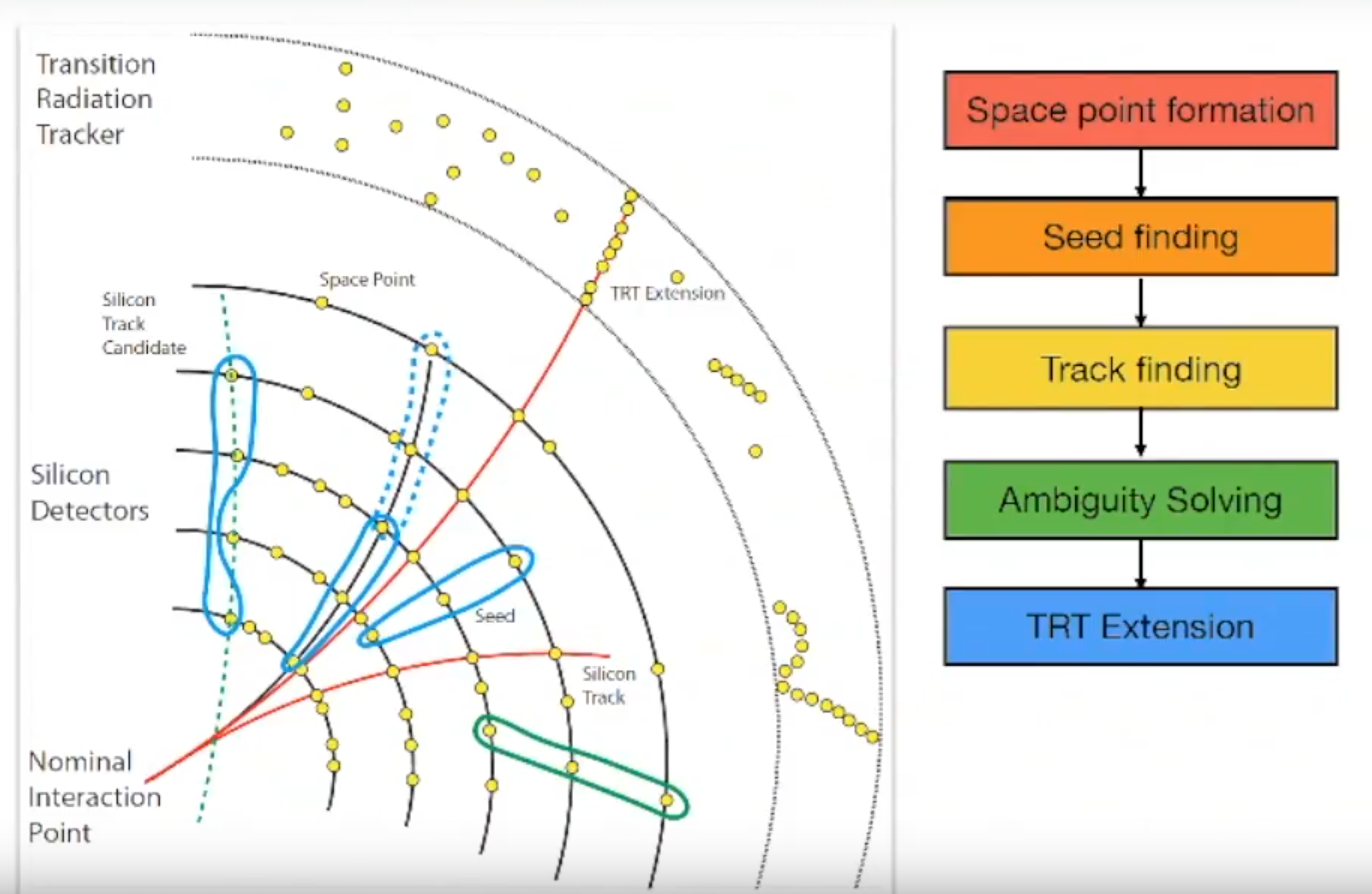 Transition
Radiation
Tracker
Space Point
Silicon
Track
Candidate
TRT Extension
Silicon
Detectors
Seed
Silicon
Track
Nominal
Interaction
Point
Space point formation
Seed finding
Track finding
Ambiguity Solving
TRT Extension